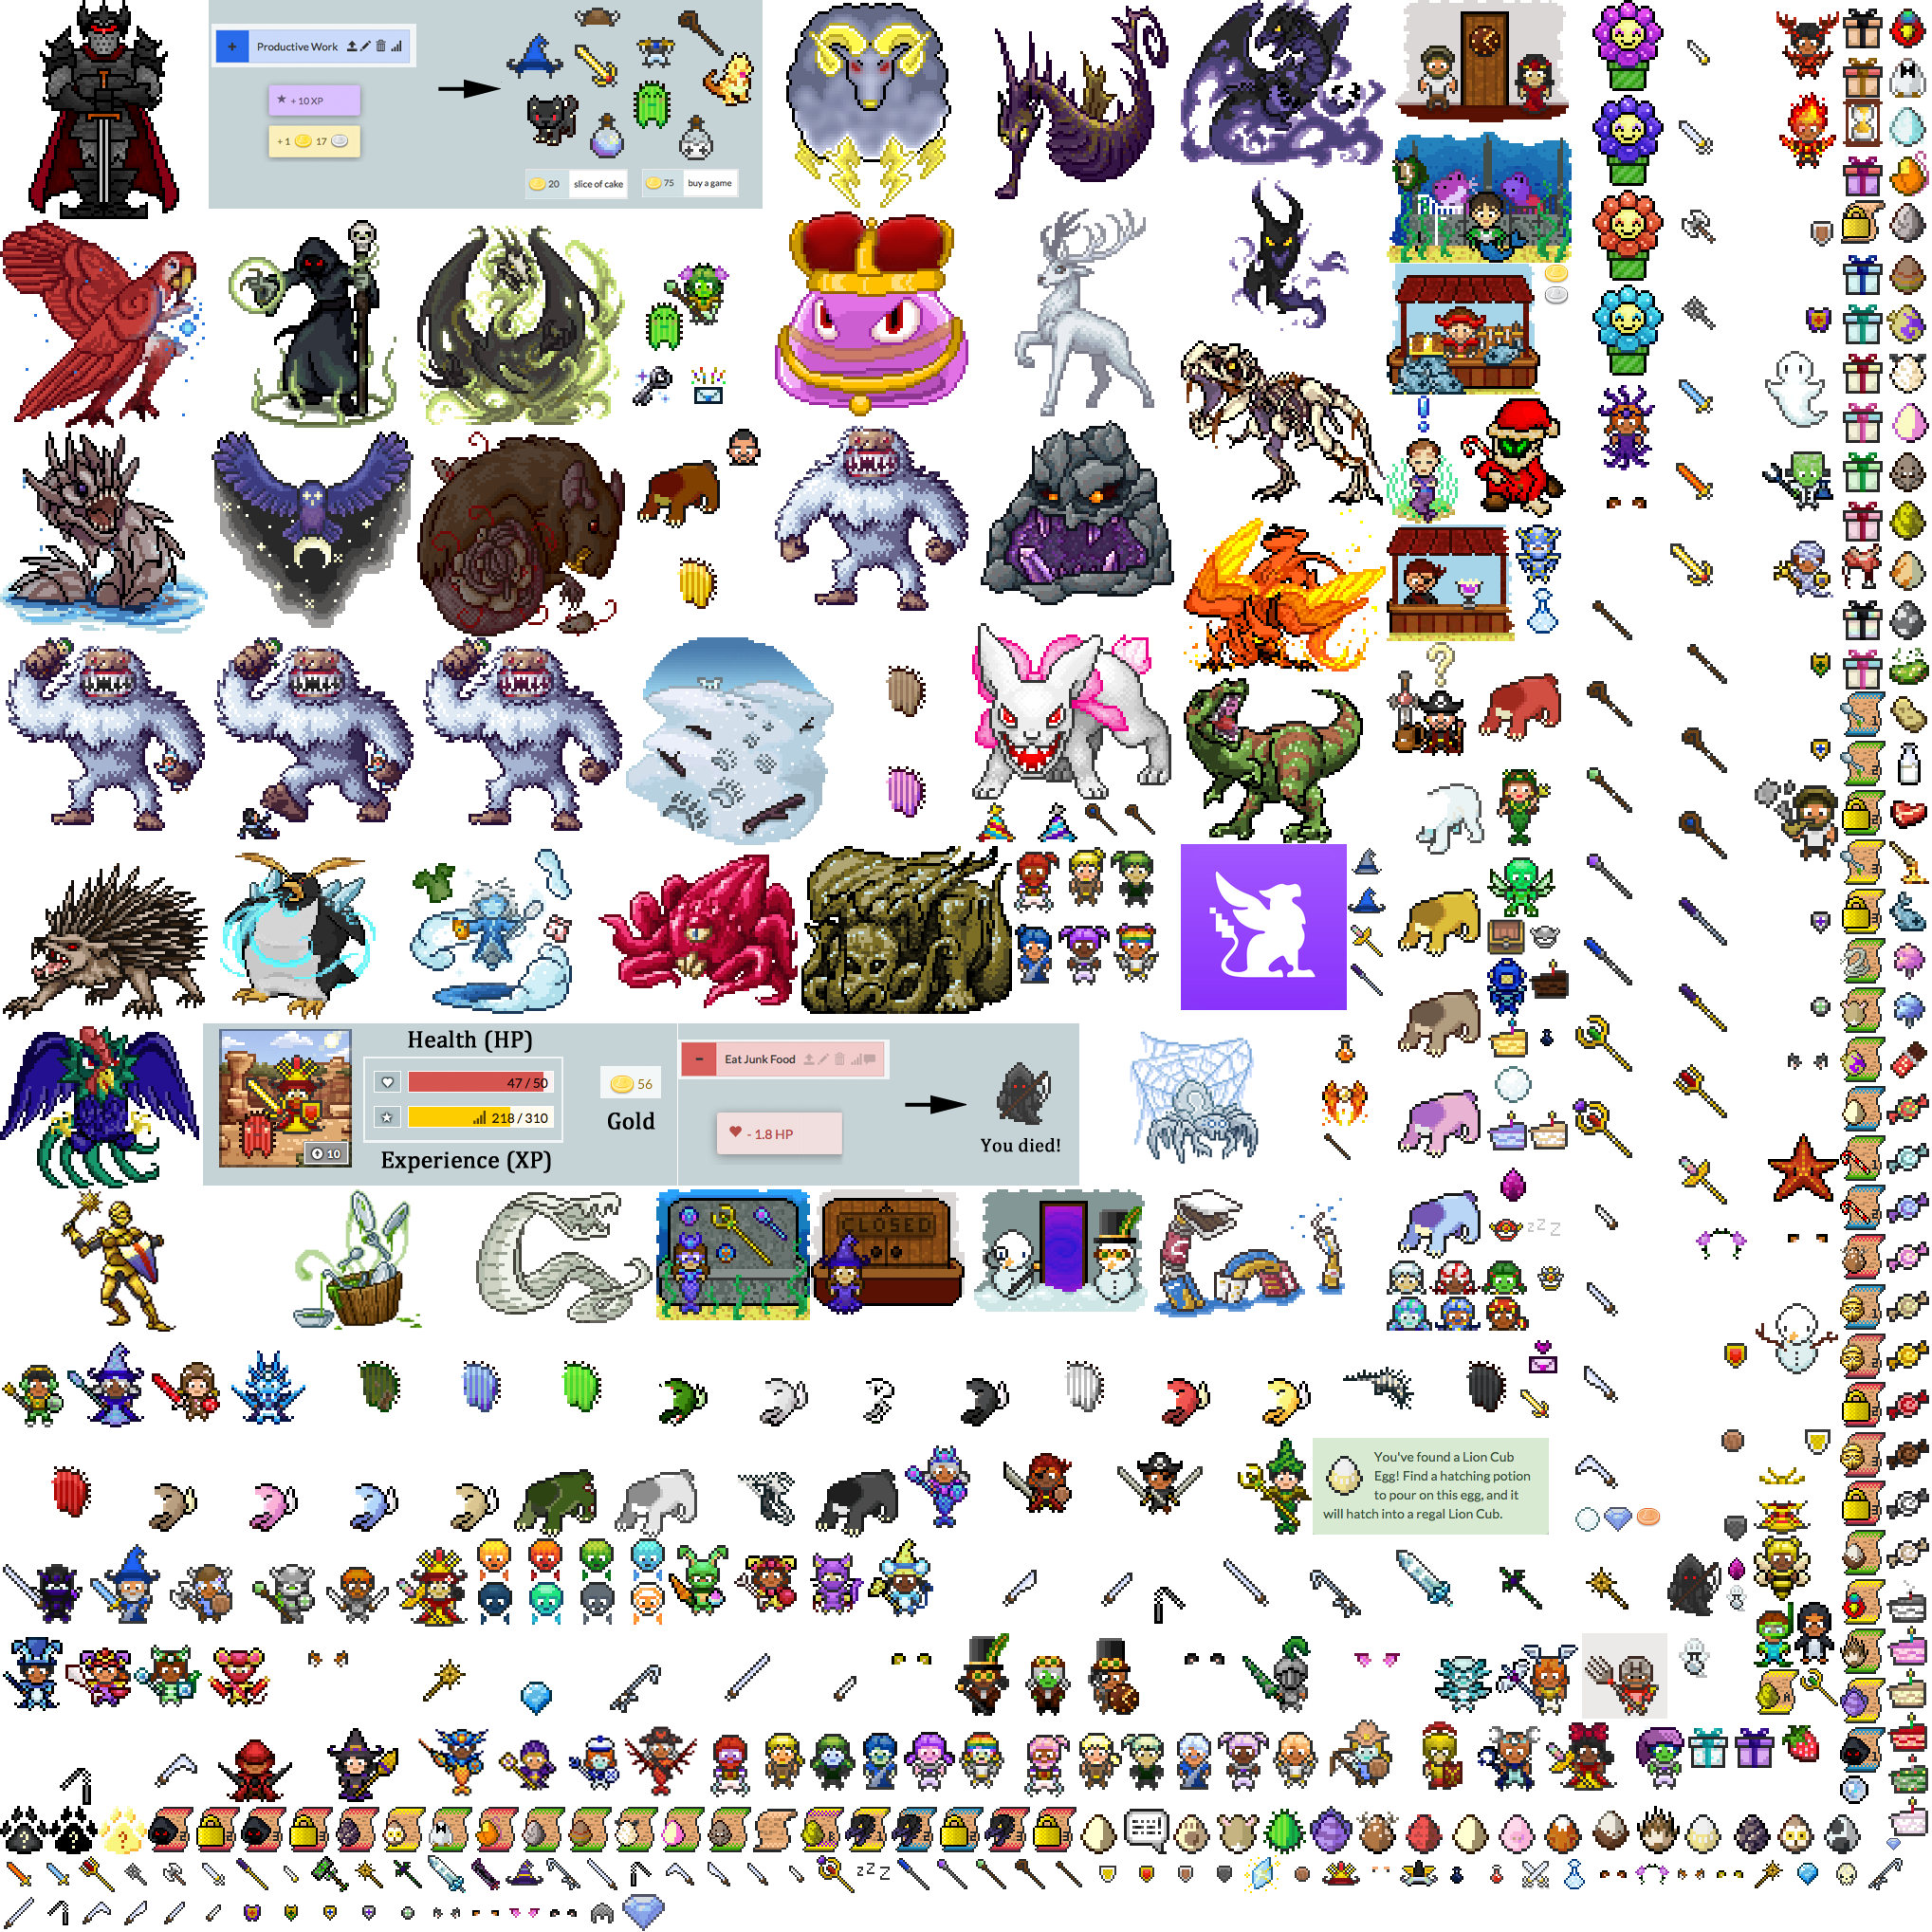 Productive Work
+ 10 XP
+ 1 17
20 slice of cake
75 buy a game
!
?
Health (HP)
47 / 50
218 / 310
Experience (XP)
10
56
Gold
Eat Junk Food
- 1.8 HP
You died!
CLOSED
zZZ
You've found a Lion Cub
Egg! Find a hatching potion
to pour on this egg, and it
will hatch into a regal Lion Cub.
? ? ?
zZZ